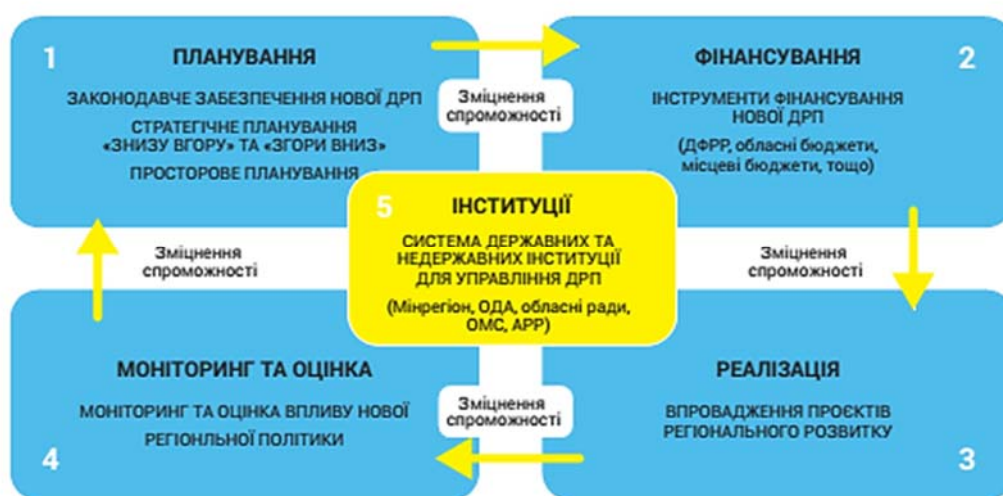 1
ПЛАНУВАННЯ
ЗАКОНОДАВЧЕ ЗАБЕЗПЕЧЕННЯ НОВОЇ ДРП
СТРАТЕГІЧНЕ ПЛАНУВАННЯ
«ЗНИЗУ ВГОРУ» ТА «ЗГОРИ ВНИЗ»
ПРОСТОРОВЕ ПЛАНУВАННЯ
Зміцнення
спроможності
2
ФІНАНСУВАННЯ
ІНСТРУМЕНТИ ФІНАНСУВАННЯ
НОВОЇ ДРП
(ДФРР, обласні бюджети,
місцеві бюджети, тощо)
5
ІНСТИТУЦІЇ
СИСТЕМА ДЕРЖАВНИХ ТА
НЕДЕРЖАВНИХ ІНСТИТУЦІЇ
ДЛЯ УПРАВЛІННЯ ДРП
(Мінрегіон, ОДА, обласні ради,
ОМС, АРР)
Зміцнення
спроможності
Зміцнення
спроможності
МОНІТОРИНГ ТА ОЦІНКА
МОНІТОРИНГ ТА ОЦІНКА ВПЛИВУ НОВОЇ
РЕГІОНЛЬНОЇ ПОЛІТИКИ
4
Зміцнення
спроможності
РЕАЛІЗАЦІЯ
ВПРОВАДЖЕННЯ ПРОЄКТІВ
РЕГІОНАЛЬНОГО РОЗВИТКУ
3